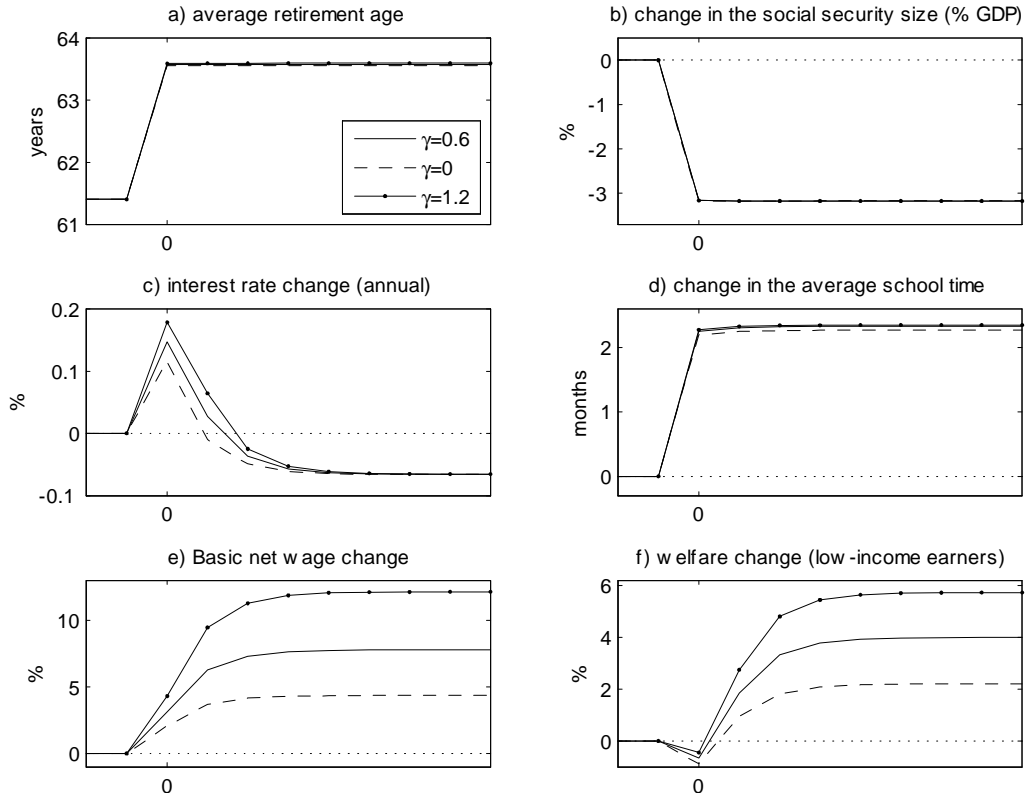 a) average retirement age
64
63
62
61
years
0
γ=0.6
γ=0
γ=1.2
b) change in the social security size (% GDP)
0
-1
-2
-3
%
0
c) interest rate change (annual)
0.2
0.1
0
-0.1
%
0
d) change in the average school time
2
1
0
months
0
e) Basic net wage change
10
5
0
%
0
f) welfare change (low-income earners)
6
4
2
0
%
0